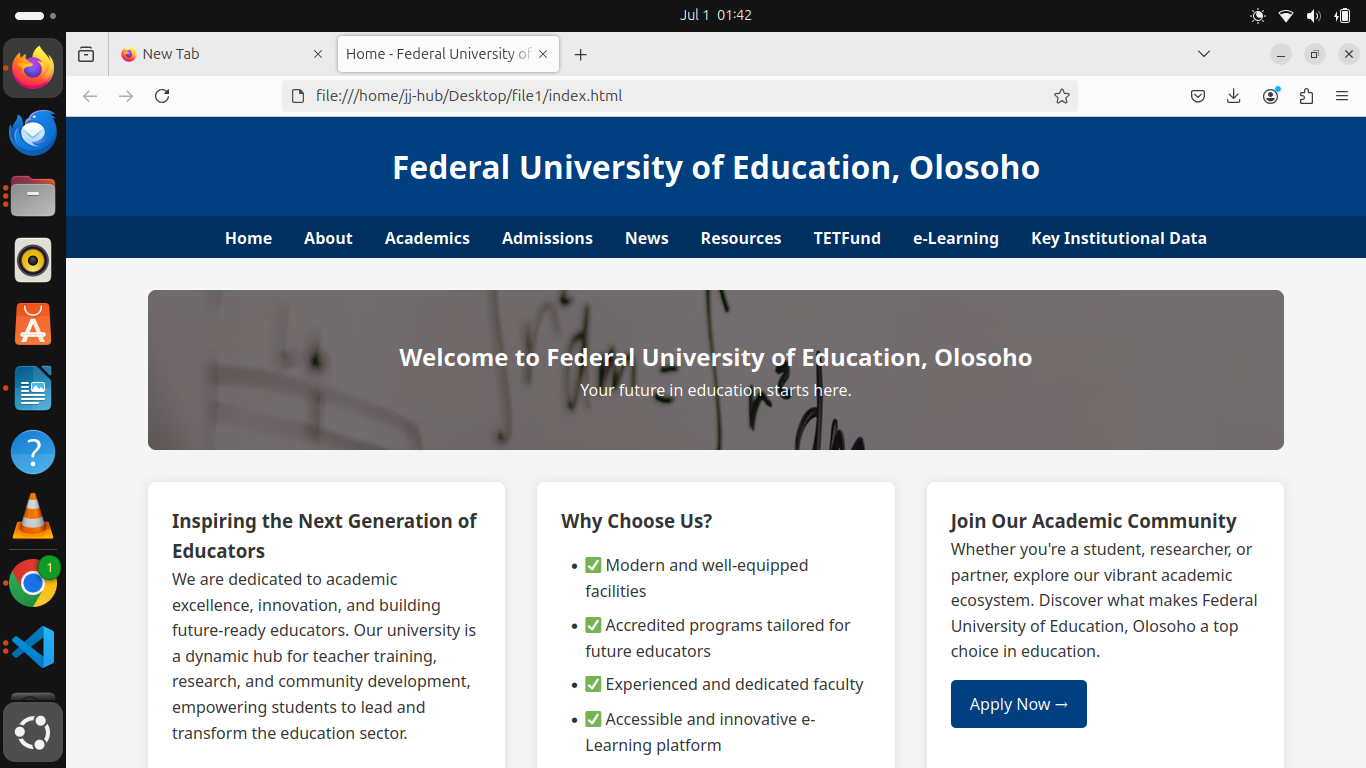 Jul 1 01:42
New Tab
Home - Federal University of
file:///home/jj-hub/Desktop/file1/index.html
Federal University of Education, Olosoho
Home About Academics Admissions News Resources TETFund e-Learning Key Institutional Data
Welcome to Federal University of Education, Olosoho
Your future in education starts here.
Inspiring the Next Generation of
Educators
We are dedicated to academic
excellence, innovation, and building
future-ready educators. Our university is
a dynamic hub for teacher training,
research, and community development,
empowering students to lead and
transform the education sector.
Why Choose Us?
• ✅ Modern and well-equipped
facilities
• ✅ Accredited programs tailored for
future educators
• ✅ Experienced and dedicated faculty
• ✅ Accessible and innovative e-
Learning platform
Join Our Academic Community
Whether you're a student, researcher, or
partner, explore our vibrant academic
ecosystem. Discover what makes Federal
University of Education, Olosoho a top
choice in education.
Apply Now →
1